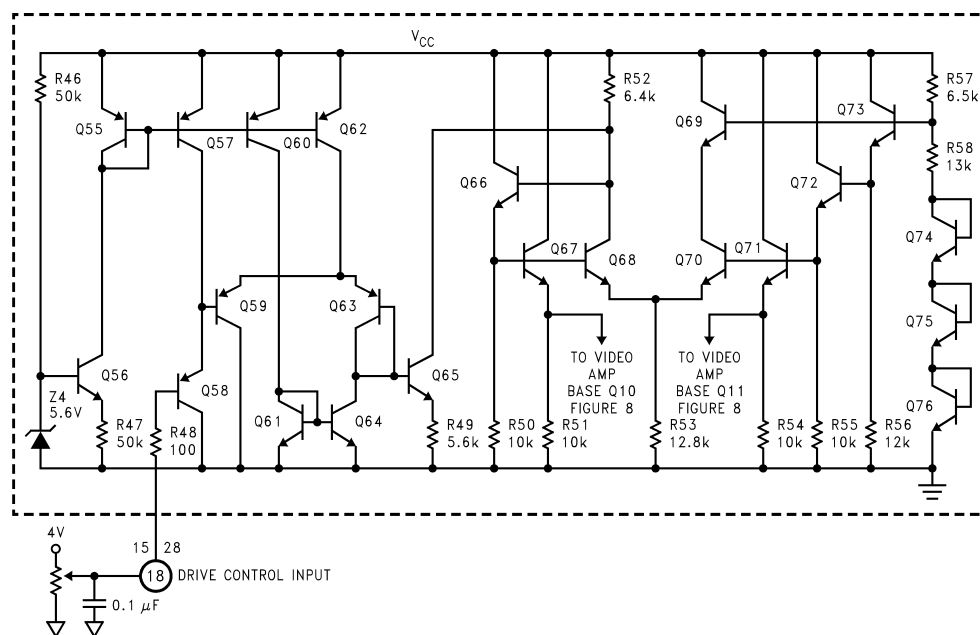 VCC
R46
50k
Q55
Q57
Q60
Q62
R52
6.4k
Q69
Q73
R57
6.5k
R58
13k
Q66
Q72
Q67
Q68
Q70
Q71
Q74
Q59
Q63
Q75
Q56
Q58
Q65
TO VIDEO
AMP
BASE Q10
FIGURE 8
TO VIDEO
AMP
BASE Q11
FIGURE 8
Z4
5.6V
R47
50k
R48
100
Q61
Q64
R49
5.6k
R50
10k
R51
10k
R53
12.8k
R54
10k
R55
10k
R56
12k
Q76
4V
15 28
18
DRIVE CONTROL INPUT
0.1 μF